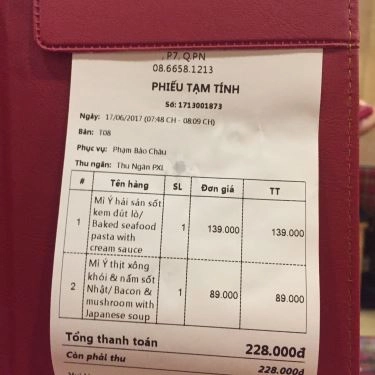 , P7, Q.PN
08.6658.1213
PHIẾU TẠM TÍNH
Số: 1713001873
Ngày: 17/06/2017 (07:48 CH - 08:09 CH)
Bàn: T08
Phục vụ: Phạm Bảo Châu
Thu ngân: Thu Ngân PXL
# Tên hàng SL Đơn giá TT
1 Mì Ý hải sản sốt kem đút lò/ Baked seafood pasta with cream sauce 1 139.000 139.000
2 Mì Ý thịt xông khói & nấm sốt Nhật/ Bacon & mushroom with Japanese soup 1 89.000 89.000
Tổng thanh toán 228.000đ
Còn phải thu 228.000đ